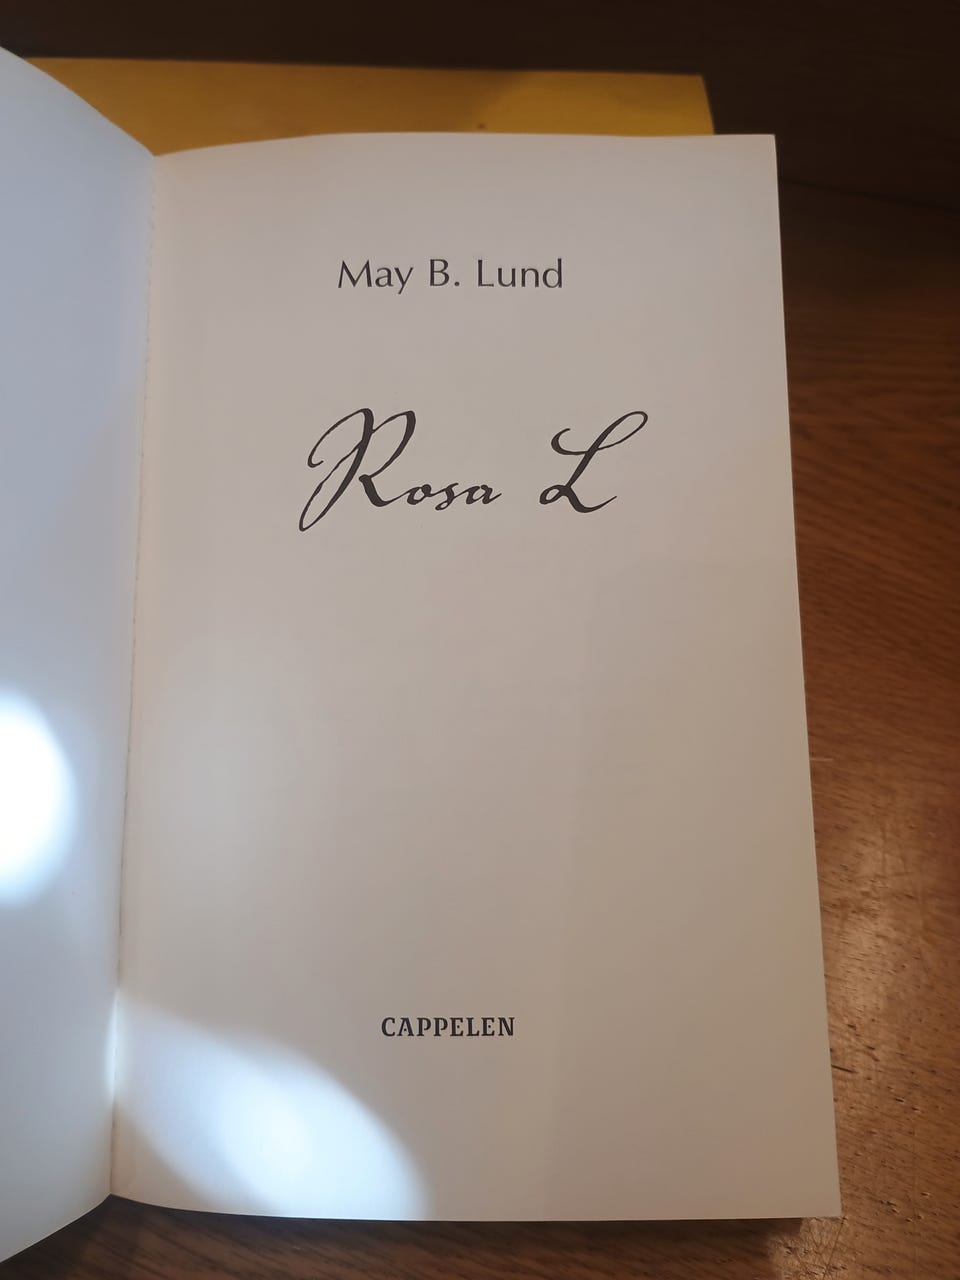 May B. Lund
Rosa L
CAPPELEN